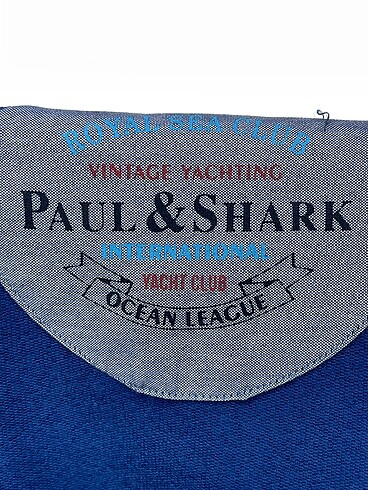 ROYAL SEA CLUB
VINTAGE YACHTING
PAUL & SHARK
INTERNATIONAL
YACHT CLUB
OCEAN LEAGUE